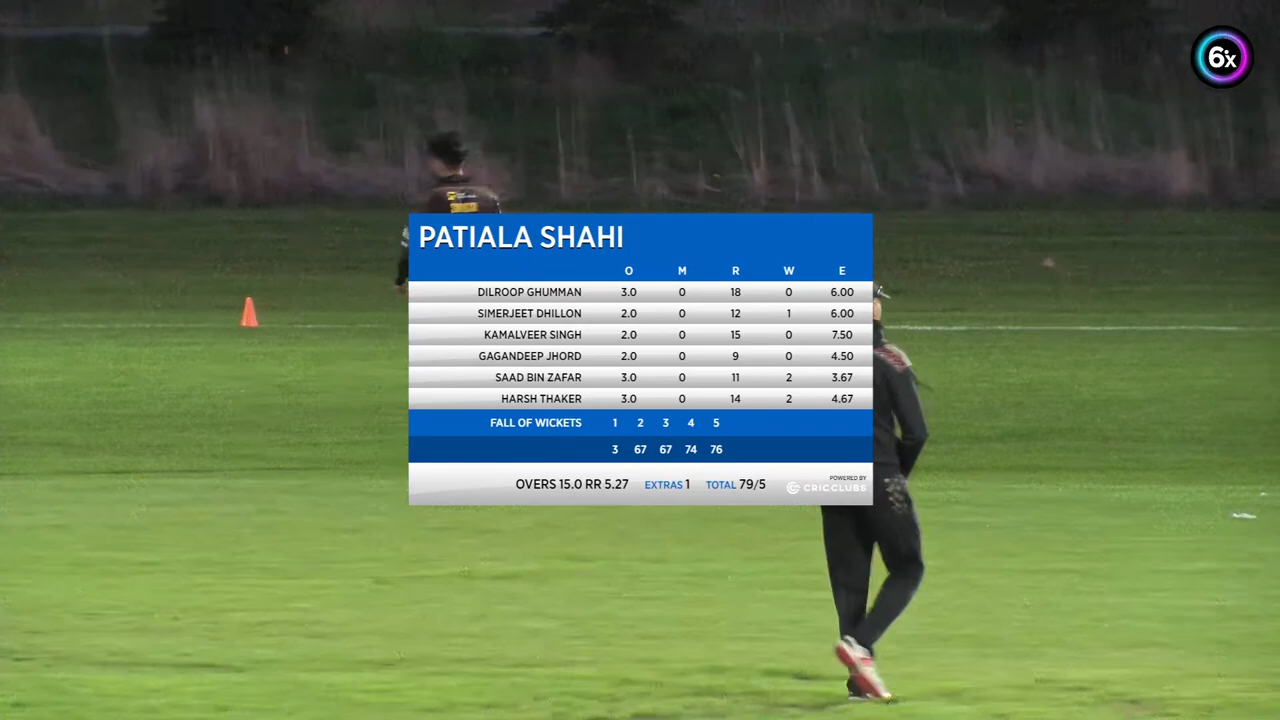 6x
PATIALA SHAHI
O M R W E
DILROOP GHUMMAN 3.0 0 18 0 6.00
SIMERJEET DHILLON 2.0 0 12 1 6.00
KAMALVEER SINGH 2.0 0 15 0 7.50
GAGANDEEP JHORD 2.0 0 9 0 4.50
SAAD BIN ZAFAR 3.0 0 11 2 3.67
HARSH THAKER 3.0 0 14 2 4.67
FALL OF WICKETS 1 2 3 4 5
3 67 67 74 76
OVERS 15.0 RR 5.27 EXTRAS 1 TOTAL 79/5
POWERED BY
CRICCLUBS